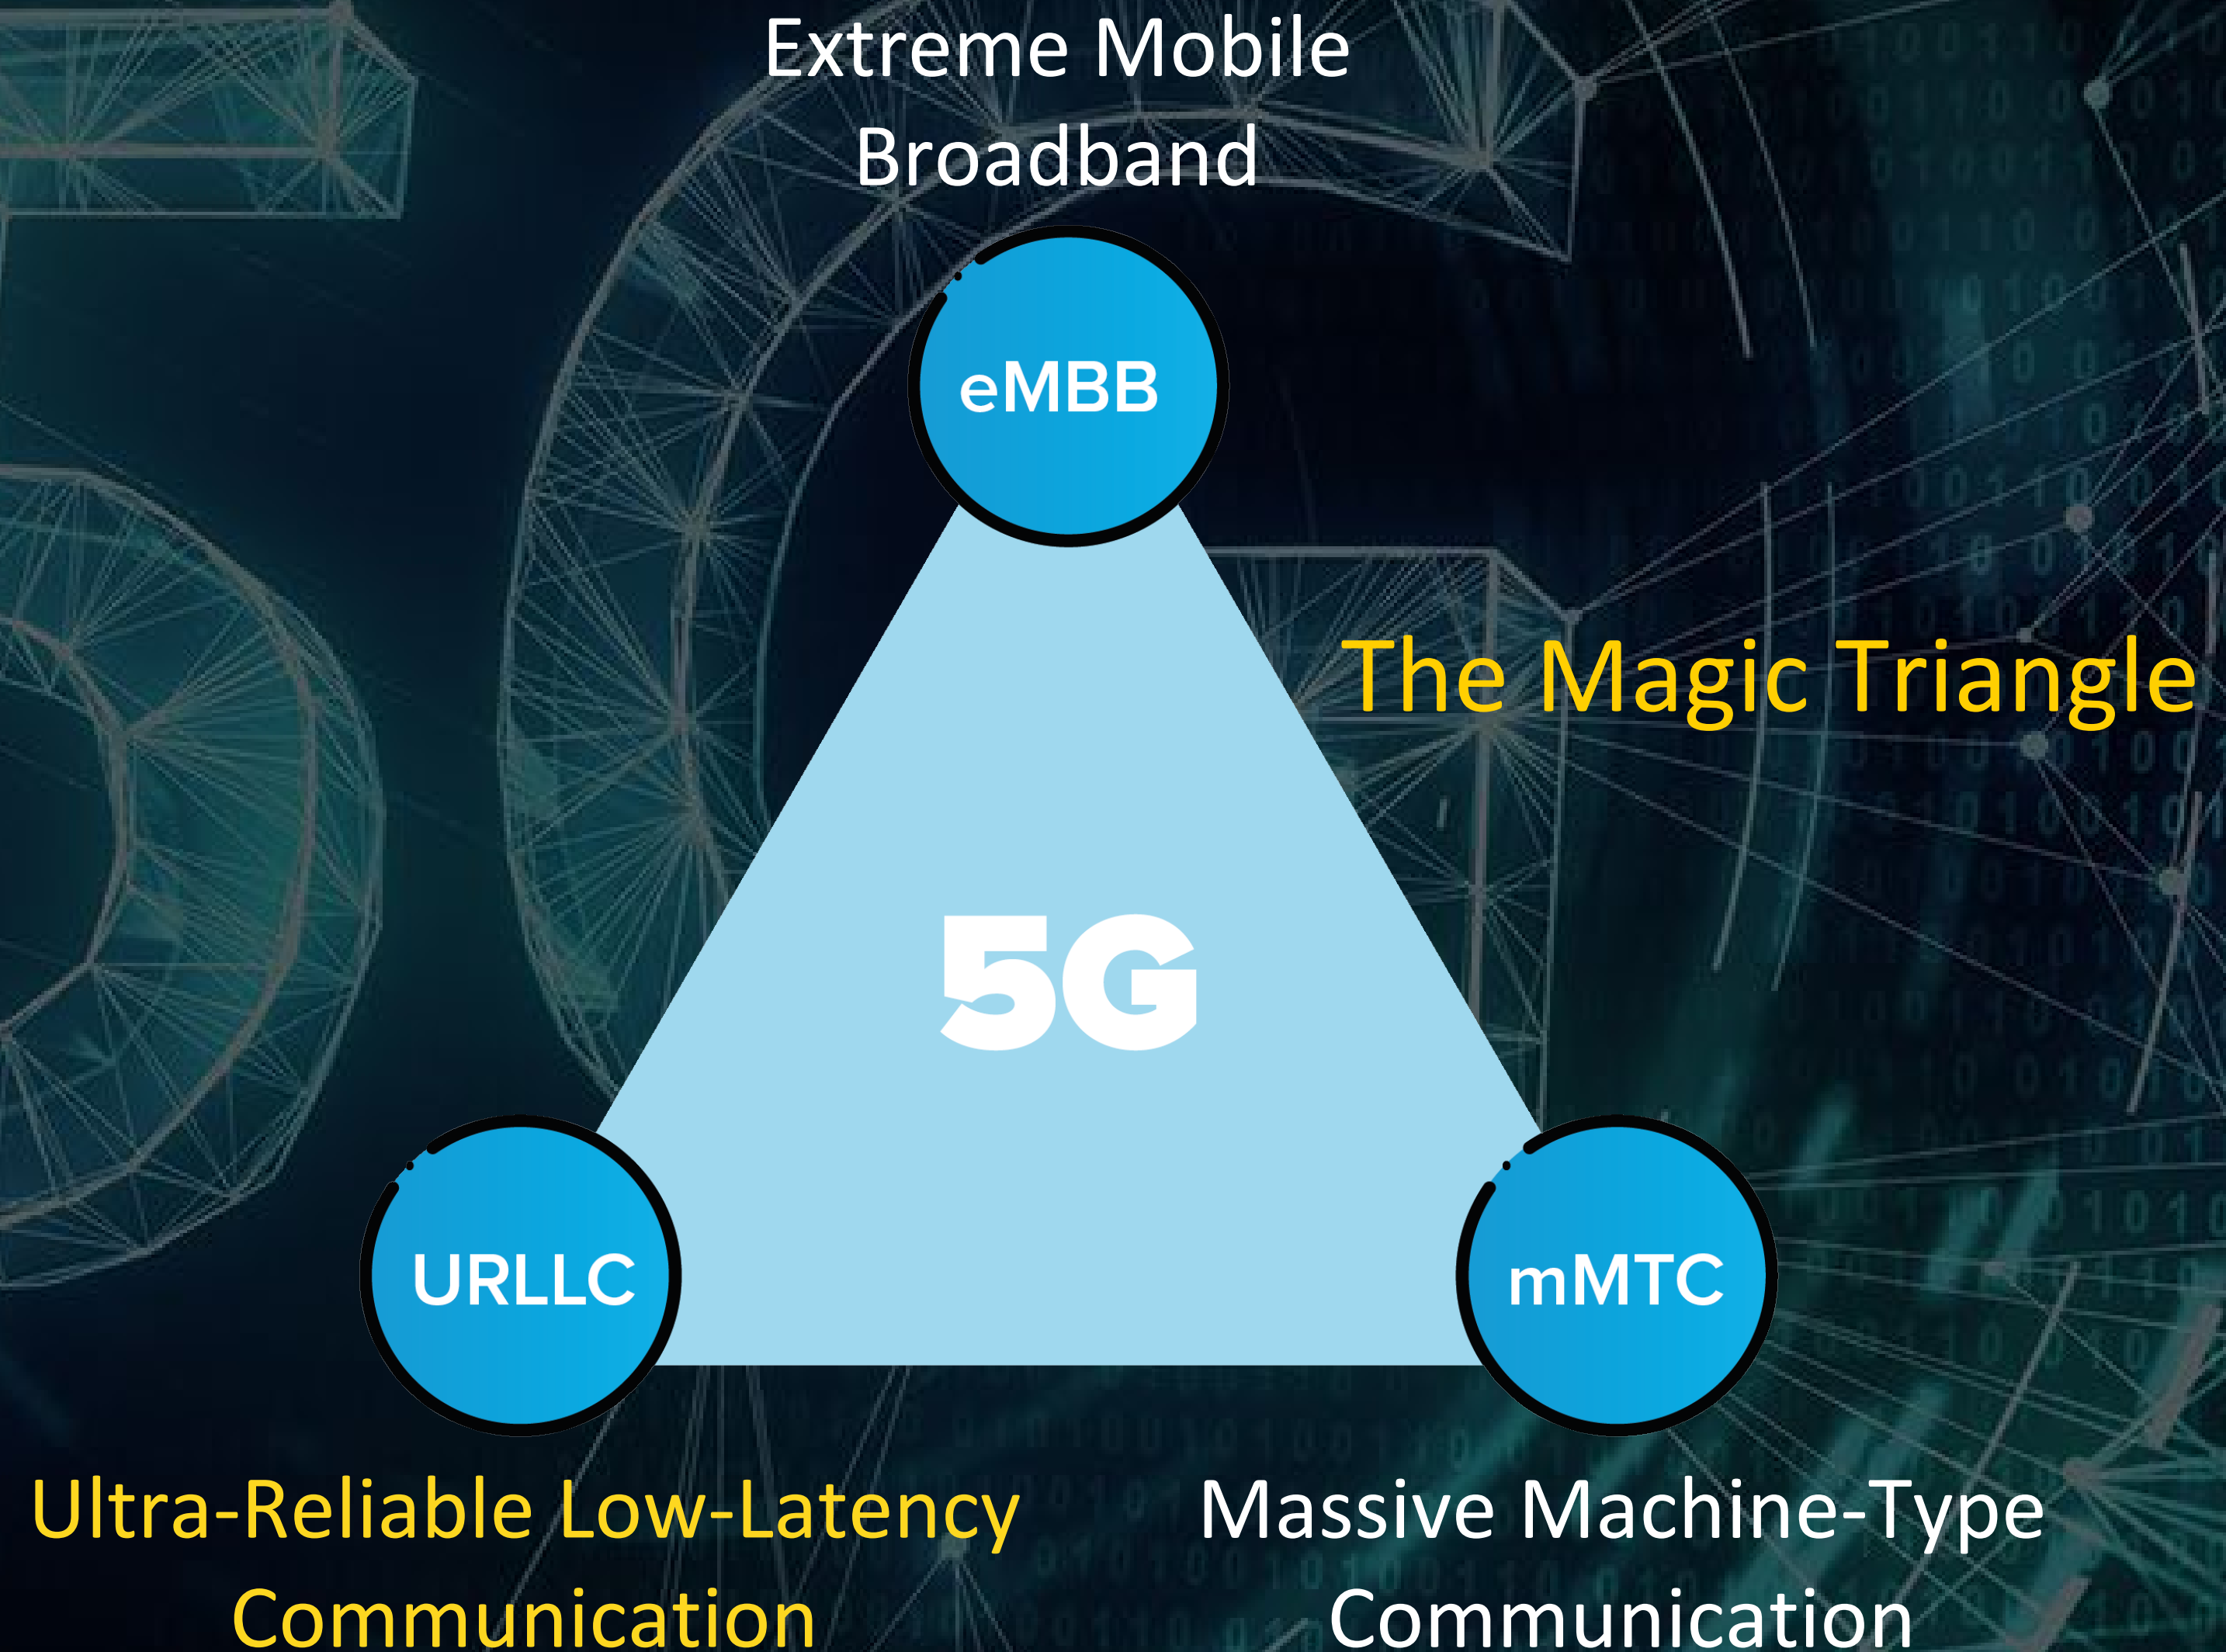 Extreme Mobile
Broadband
eMBB
The Magic Triangle
5G
URLLC
mMTC
Ultra-Reliable Low-Latency
Communication
Massive Machine-Type
Communication